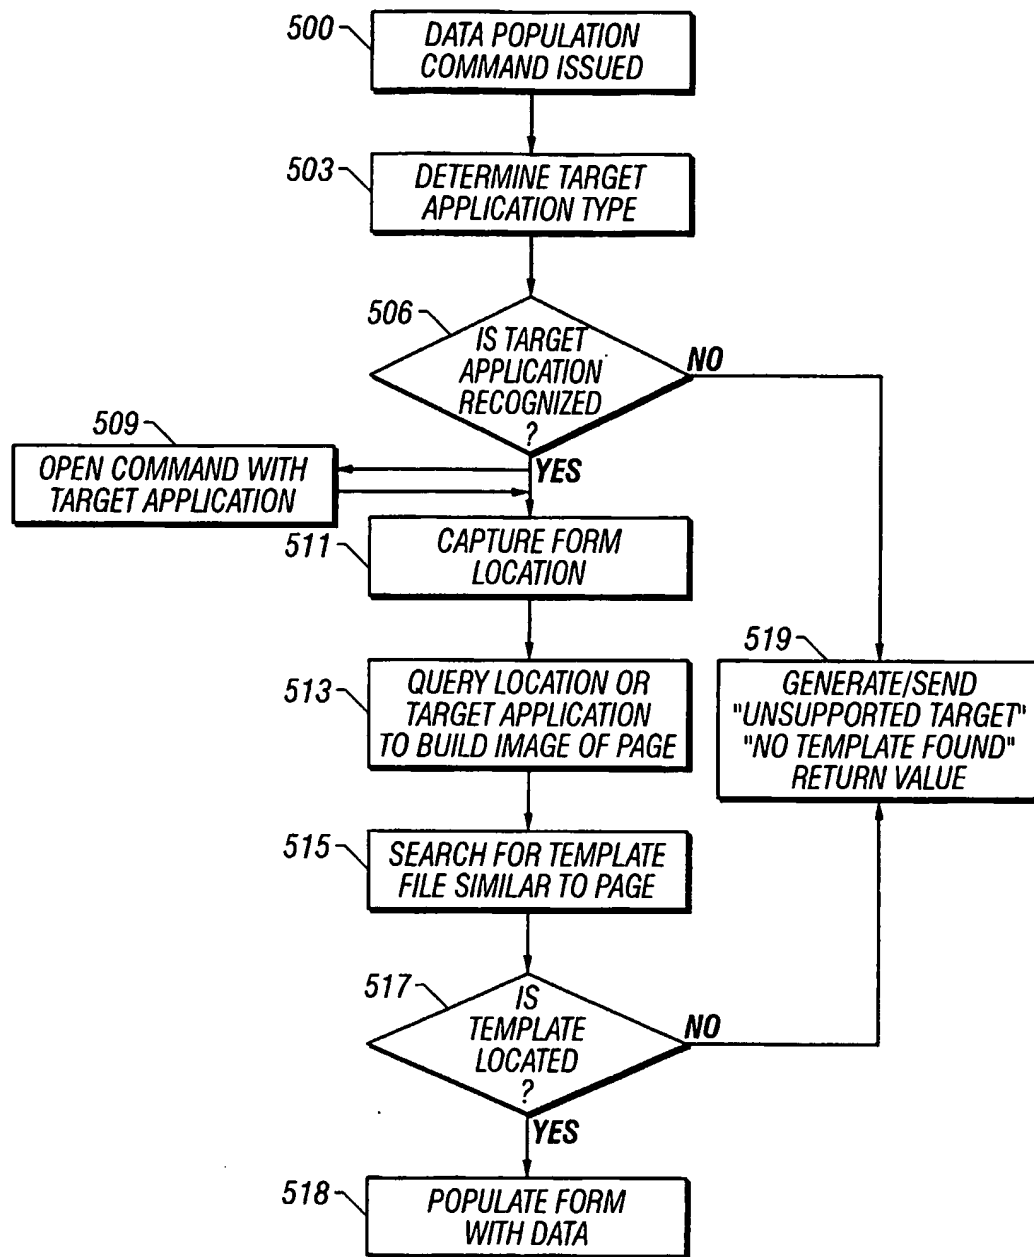 500
DATA POPULATION
COMMAND ISSUED
503
DETERMINE TARGET
APPLICATION TYPE
506
IS TARGET
APPLICATION
RECOGNIZED
?
NO
YES
509
OPEN COMMAND WITH
TARGET APPLICATION
511
CAPTURE FORM
LOCATION
513
QUERY LOCATION OR
TARGET APPLICATION
TO BUILD IMAGE OF PAGE
519
GENERATE/SEND
"UNSUPPORTED TARGET"
"NO TEMPLATE FOUND"
RETURN VALUE
515
SEARCH FOR TEMPLATE
FILE SIMILAR TO PAGE
517
IS
TEMPLATE
LOCATED
?
NO
YES
518
POPULATE FORM
WITH DATA